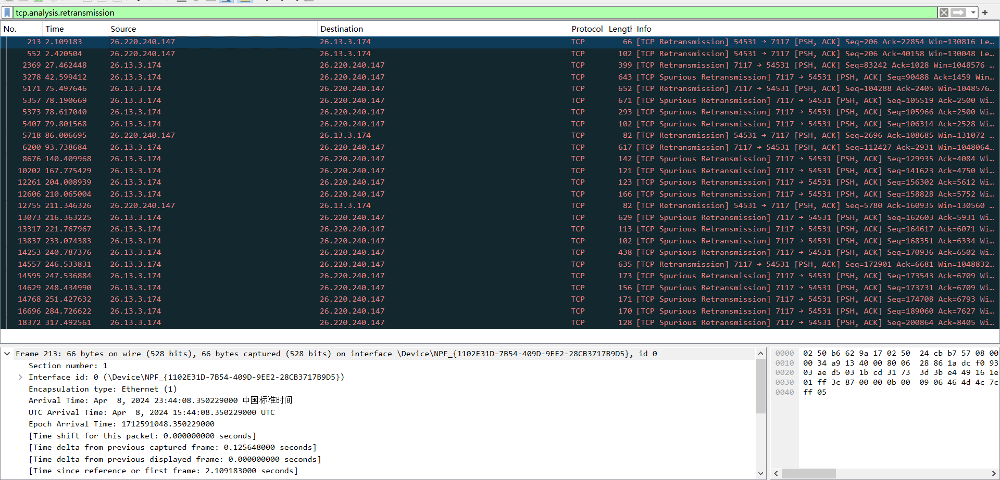 tcp.analysis.retransmission
No. Time Source Destination Protocol Lengtl Info
213 2.109183 26.220.240.147 26.13.3.174 TCP 66 [TCP Retransmission] 54531 → 7117 [PSH, ACK] Seq=206 Ack=22854 Win=130816 Le…
552 2.420504 26.220.240.147 26.13.3.174 TCP 102 [TCP Retransmission] 54531 → 7117 [PSH, ACK] Seq=206 Ack=40158 Win=130048 Le…
2369 27.462448 26.13.3.174 26.220.240.147 TCP 399 [TCP Retransmission] 7117 → 54531 [PSH, ACK] Seq=83242 Ack=1028 Win=1048576 …
3278 42.599412 26.13.3.174 26.220.240.147 TCP 643 [TCP Spurious Retransmission] 7117 → 54531 [PSH, ACK] Seq=90488 Ack=1459 Win…
5171 75.497646 26.13.3.174 26.220.240.147 TCP 652 [TCP Retransmission] 7117 → 54531 [PSH, ACK] Seq=104288 Ack=2405 Win=1048576…
5357 78.190669 26.13.3.174 26.220.240.147 TCP 671 [TCP Spurious Retransmission] 7117 → 54531 [PSH, ACK] Seq=105519 Ack=2500 Wi…
5373 78.617040 26.13.3.174 26.220.240.147 TCP 293 [TCP Spurious Retransmission] 7117 → 54531 [PSH, ACK] Seq=105966 Ack=2500 Wi…
5407 79.801568 26.13.3.174 26.220.240.147 TCP 102 [TCP Spurious Retransmission] 7117 → 54531 [PSH, ACK] Seq=106314 Ack=2528 Wi…
5718 86.006695 26.220.240.147 26.13.3.174 TCP 82 [TCP Retransmission] 54531 → 7117 [PSH, ACK] Seq=2696 Ack=108685 Win=131072 …
6200 93.738684 26.13.3.174 26.220.240.147 TCP 617 [TCP Retransmission] 7117 → 54531 [PSH, ACK] Seq=112427 Ack=2931 Win=1048064…
8676 140.409968 26.13.3.174 26.220.240.147 TCP 142 [TCP Spurious Retransmission] 7117 → 54531 [PSH, ACK] Seq=129935 Ack=4084 Wi…
10202 167.775429 26.13.3.174 26.220.240.147 TCP 121 [TCP Spurious Retransmission] 7117 → 54531 [PSH, ACK] Seq=141623 Ack=4750 Wi…
12261 204.008939 26.13.3.174 26.220.240.147 TCP 123 [TCP Spurious Retransmission] 7117 → 54531 [PSH, ACK] Seq=156302 Ack=5612 Wi…
12606 210.065004 26.13.3.174 26.220.240.147 TCP 166 [TCP Spurious Retransmission] 7117 → 54531 [PSH, ACK] Seq=158828 Ack=5752 Wi…
12755 211.346326 26.220.240.147 26.13.3.174 TCP 82 [TCP Retransmission] 54531 → 7117 [PSH, ACK] Seq=5780 Ack=160935 Win=130560 …
13073 216.363225 26.13.3.174 26.220.240.147 TCP 629 [TCP Spurious Retransmission] 7117 → 54531 [PSH, ACK] Seq=162603 Ack=5931 Wi…
13317 221.767967 26.13.3.174 26.220.240.147 TCP 113 [TCP Spurious Retransmission] 7117 → 54531 [PSH, ACK] Seq=164617 Ack=6071 Wi…
13837 233.074383 26.13.3.174 26.220.240.147 TCP 102 [TCP Spurious Retransmission] 7117 → 54531 [PSH, ACK] Seq=168351 Ack=6334 Wi…
14253 240.787376 26.13.3.174 26.220.240.147 TCP 438 [TCP Spurious Retransmission] 7117 → 54531 [PSH, ACK] Seq=170936 Ack=6502 Wi…
14557 246.533831 26.13.3.174 26.220.240.147 TCP 635 [TCP Retransmission] 7117 → 54531 [PSH, ACK] Seq=172901 Ack=6681 Win=1048832…
14595 247.536884 26.13.3.174 26.220.240.147 TCP 173 [TCP Spurious Retransmission] 7117 → 54531 [PSH, ACK] Seq=173543 Ack=6709 Wi…
14629 248.434990 26.13.3.174 26.220.240.147 TCP 156 [TCP Spurious Retransmission] 7117 → 54531 [PSH, ACK] Seq=173731 Ack=6709 Wi…
14768 251.427632 26.13.3.174 26.220.240.147 TCP 171 [TCP Spurious Retransmission] 7117 → 54531 [PSH, ACK] Seq=174708 Ack=6793 Wi…
16696 284.726622 26.13.3.174 26.220.240.147 TCP 170 [TCP Spurious Retransmission] 7117 → 54531 [PSH, ACK] Seq=189060 Ack=7627 Wi…
18372 317.492561 26.13.3.174 26.220.240.147 TCP 128 [TCP Spurious Retransmission] 7117 → 54531 [PSH, ACK] Seq=200864 Ack=8405 Wi…
Frame 213: 66 bytes on wire (528 bits), 66 bytes captured (528 bits) on interface \Device\NPF_{1102E31D-7B54-409D-9EE2-28CB3717B9D5}, id 0
Section number: 1
Interface id: 0 (\Device\NPF_{1102E31D-7B54-409D-9EE2-28CB3717B9D5})
Encapsulation type: Ethernet (1)
Arrival Time: Apr  8, 2024 23:44:08.350229000 中国标准时间
UTC Arrival Time: Apr  8, 2024 15:44:08.350229000 UTC
Epoch Arrival Time: 1712591048.350229000
[Time shift for this packet: 0.000000000 seconds]
[Time delta from previous captured frame: 0.125648000 seconds]
[Time delta from previous displayed frame: 0.000000000 seconds]
[Time since reference or first frame: 2.109183000 seconds]
0000 02 50 b6 62 9a 17 02 50 24 cb b7 57 08 00
0010 00 34 a9 13 40 00 80 06 28 86 1a dc f0 93
0020 03 ae d5 03 1b cd 31 73 3d 3b e4 49 16 1e
0030 01 ff 3c 87 00 00 0b 00 09 06 46 4d 4c 7c
0040 ff 05